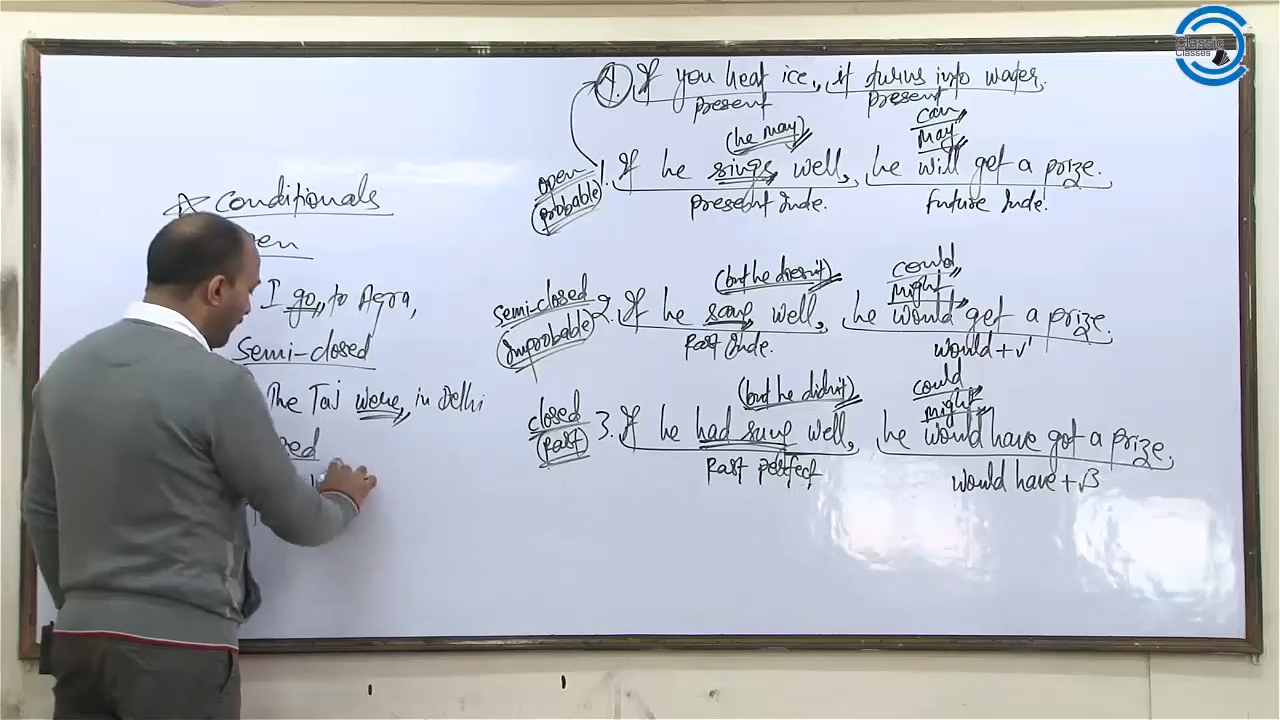 Classic
Classes
Conditionals
I go, to Agra,
Semi-closed
The Taj were, in Delhi
4. If you heat ice, it turns into water.
present present
(he may) can
may
open
(probable) 1. If he sings well, he will get a prize.
present Inde. future Inde.
(but he doesn't) could
might
semi-closed
(improbable) 2. If he sang well, he would get a prize.
Past Inde. would+v¹
(but he didn't) could
might
closed
(past) 3. If he had sung well, he would have got a prize.
Past perfect would have + v3